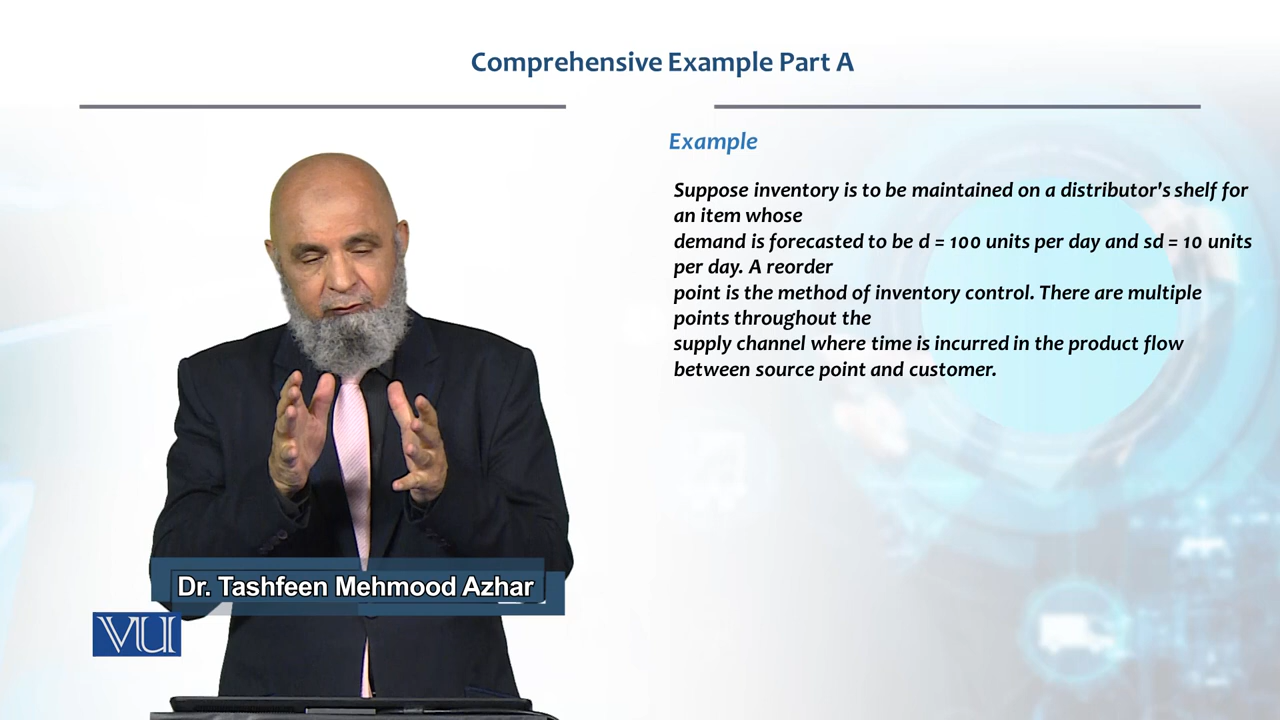 Comprehensive Example Part A
Example
Suppose inventory is to be maintained on a distributor's shelf for
an item whose
demand is forecasted to be d = 100 units per day and sd = 10 units
per day. A reorder
point is the method of inventory control. There are multiple
points throughout the
supply channel where time is incurred in the product flow
between source point and customer.
Dr. Tashfeen Mehmood Azhar
VU